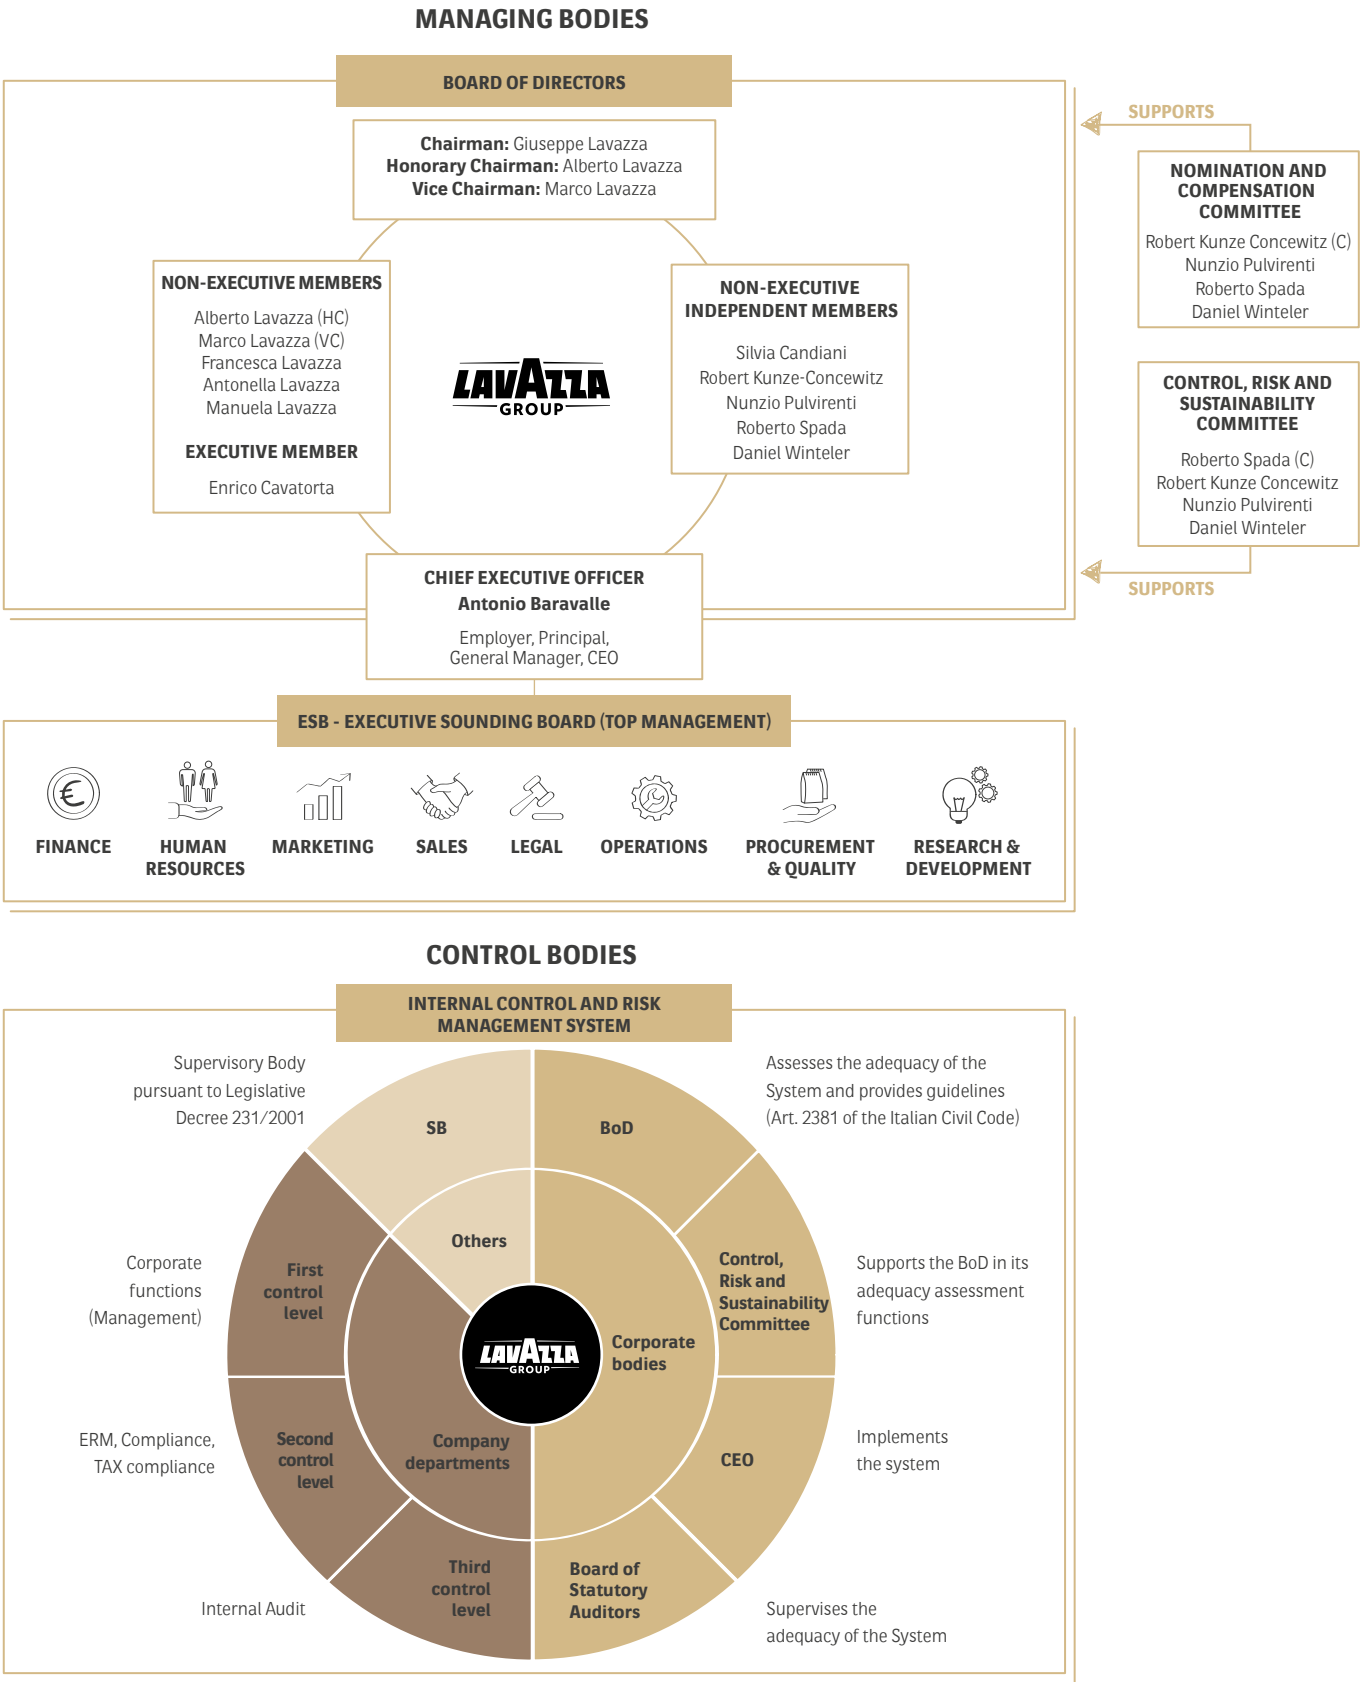 MANAGING BODIES
BOARD OF DIRECTORS
Chairman: Giuseppe Lavazza
Honorary Chairman: Alberto Lavazza
Vice Chairman: Marco Lavazza
NON-EXECUTIVE MEMBERS
Alberto Lavazza (HC)
Marco Lavazza (VC)
Francesca Lavazza
Antonella Lavazza
Manuela Lavazza
EXECUTIVE MEMBER
Enrico Cavatorta
LAVAZZA
GROUP
NON-EXECUTIVE
INDEPENDENT MEMBERS
Silvia Candiani
Robert Kunze-Concewitz
Nunzio Pulvirenti
Roberto Spada
Daniel Winteler
CHIEF EXECUTIVE OFFICER
Antonio Baravalle
Employer, Principal,
General Manager, CEO
SUPPORTS
NOMINATION AND
COMPENSATION
COMMITTEE
Robert Kunze Concewitz (C)
Nunzio Pulvirenti
Roberto Spada
Daniel Winteler
CONTROL, RISK AND
SUSTAINABILITY
COMMITTEE
Roberto Spada (C)
Robert Kunze Concewitz
Nunzio Pulvirenti
Daniel Winteler
SUPPORTS
ESB - EXECUTIVE SOUNDING BOARD (TOP MANAGEMENT)
FINANCE
HUMAN
RESOURCES
MARKETING
SALES
LEGAL
OPERATIONS
PROCUREMENT
& QUALITY
RESEARCH &
DEVELOPMENT
CONTROL BODIES
INTERNAL CONTROL AND RISK
MANAGEMENT SYSTEM
Supervisory Body
pursuant to Legislative
Decree 231/2001
SB
BoD
Assesses the adequacy of the
System and provides guidelines
(Art. 2381 of the Italian Civil Code)
Others
Corporate
functions
(Management)
First
control
level
Control,
Risk and
Sustainability
Committee
Supports the BoD in its
adequacy assessment
functions
LAVAZZA
GROUP
Corporate
bodies
ERM, Compliance,
TAX compliance
Second
control
level
Company
departments
CEO
Implements
the system
Internal Audit
Third
control
level
Board of
Statutory
Auditors
Supervises the
adequacy of the System